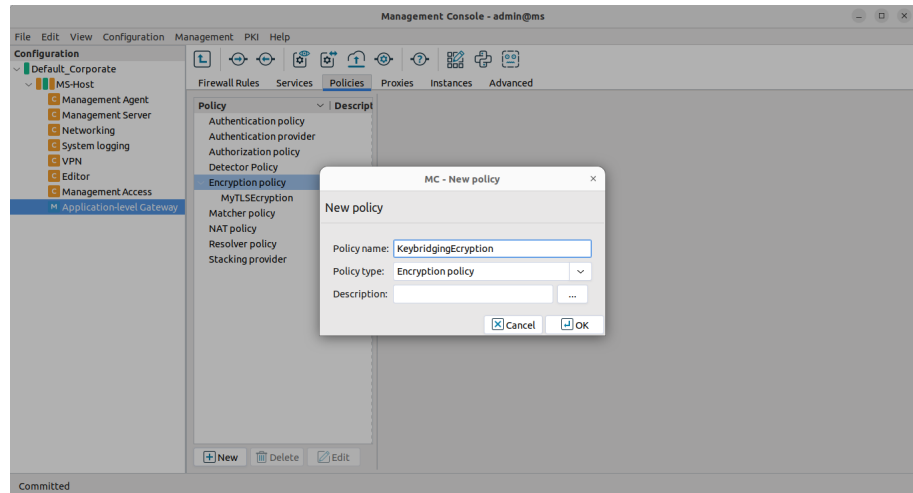 Management Console - admin@ms
File Edit View Configuration Management PKI Help
Configuration
Default_Corporate
MS-Host
Management Agent
Management Server
Networking
System logging
VPN
Editor
Management Access
Application-level Gateway
Firewall Rules Services Policies Proxies Instances Advanced
Policy Descript
Authentication policy
Authentication provider
Authorization policy
Detector Policy
Encryption policy
MyTLSEcryption
Matcher policy
NAT policy
Resolver policy
Stacking provider
New Delete Edit
MC - New policy
New policy
Policy name: KeybridgingEcryption
Policy type: Encryption policy
Description: ...
Cancel OK
Committed